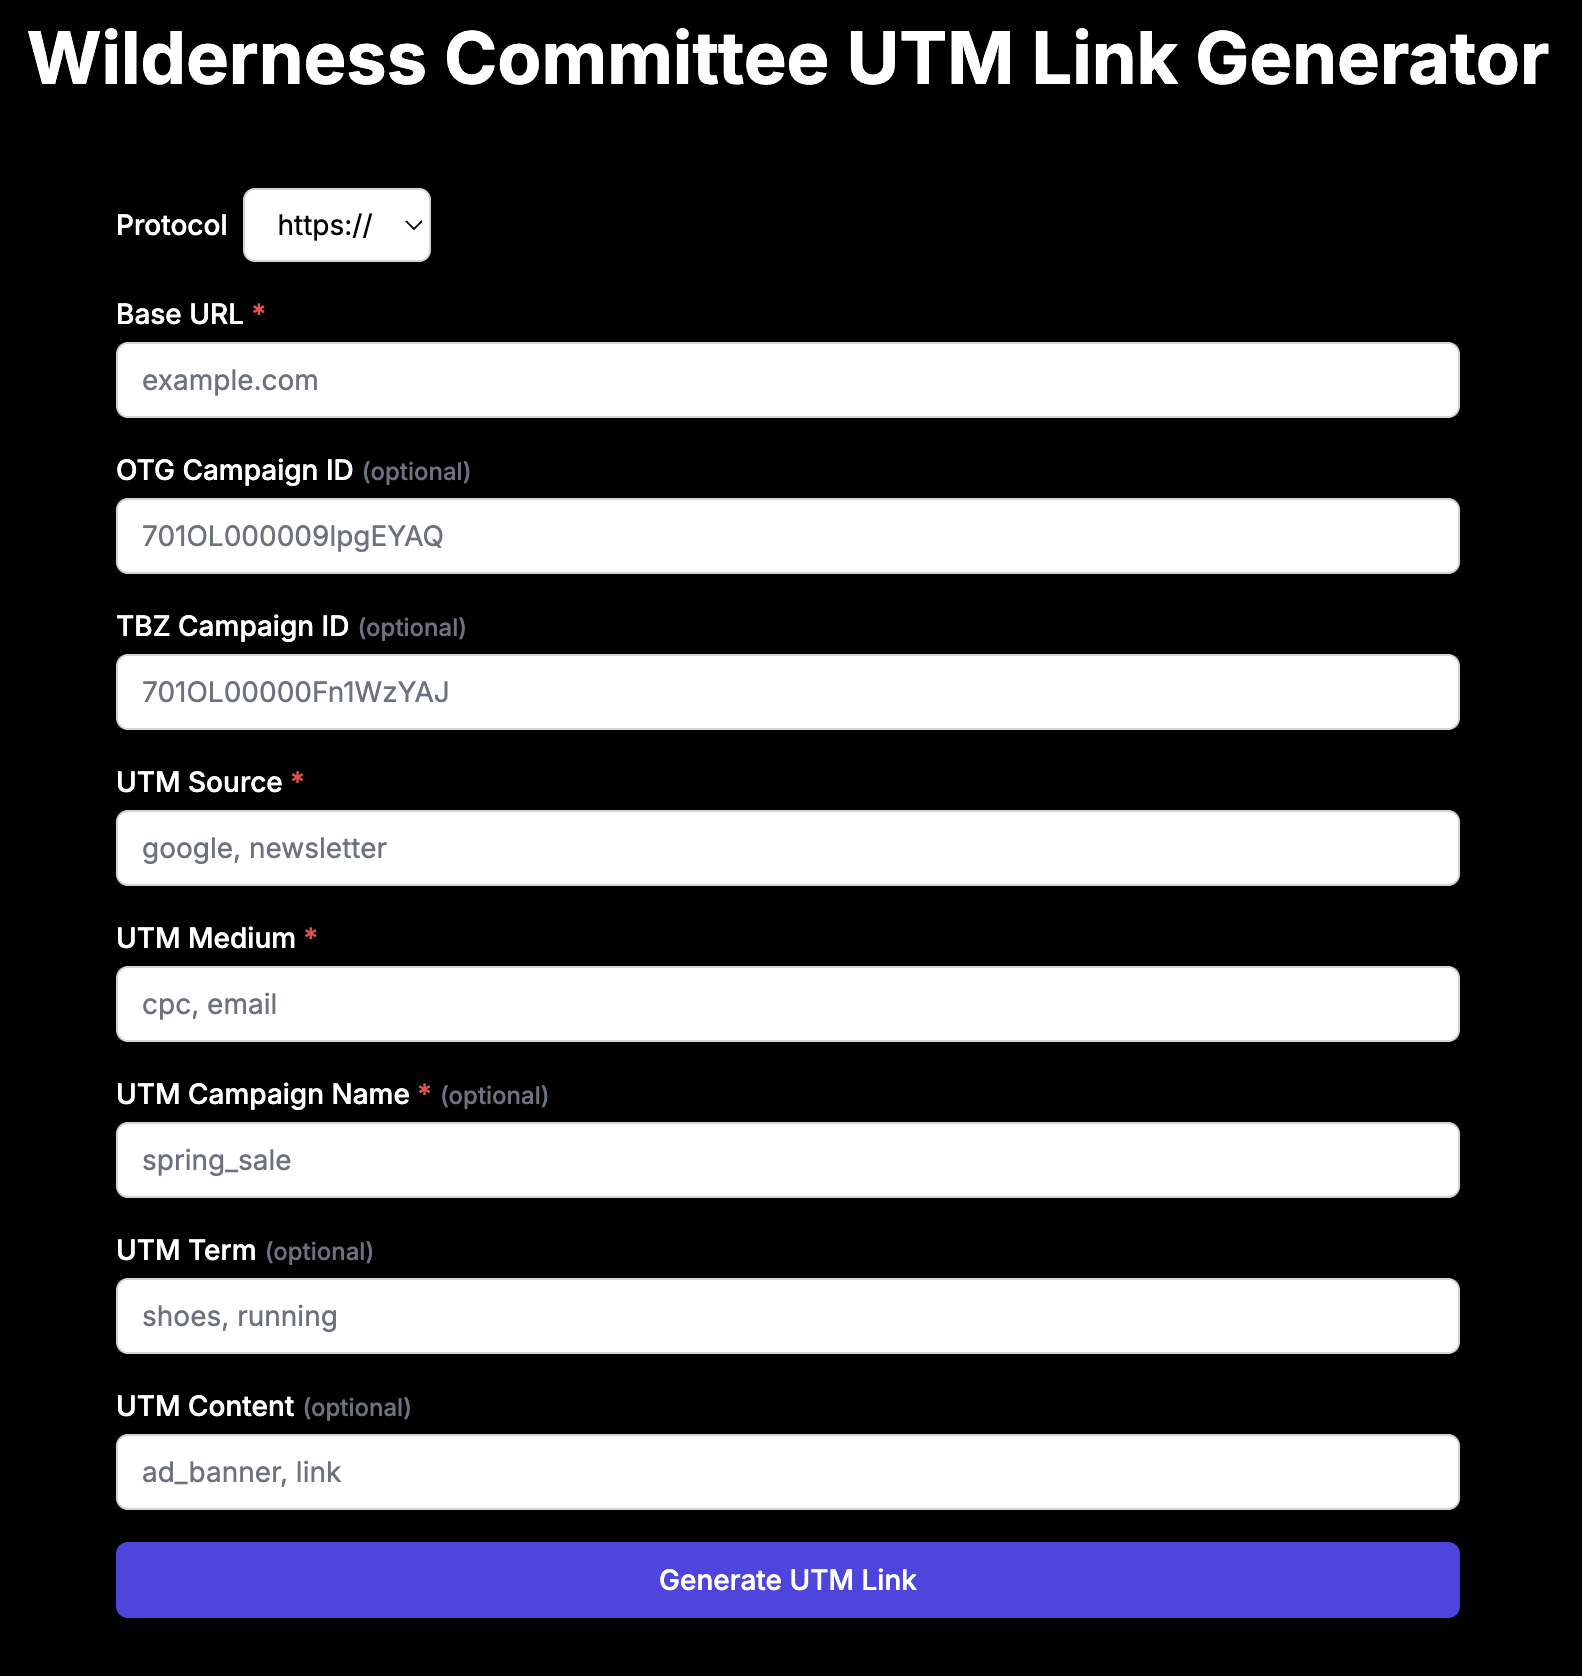 Wilderness Committee UTM Link Generator
Protocol https://
Base URL *
example.com
OTG Campaign ID (optional)
701OL000009lpgEYAQ
TBZ Campaign ID (optional)
701OL00000Fn1WzYAJ
UTM Source *
google, newsletter
UTM Medium *
cpc, email
UTM Campaign Name * (optional)
spring_sale
UTM Term (optional)
shoes, running
UTM Content (optional)
ad_banner, link
Generate UTM Link